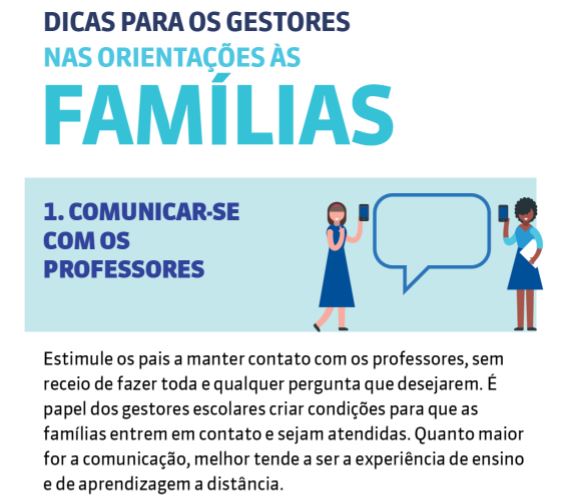 DICAS PARA OS GESTORES
NAS ORIENTAÇÕES ÀS
FAMÍLIAS
1. COMUNICAR-SE
COM OS
PROFESSORES
Estimule os pais a manter contato com os professores, sem
receio de fazer toda e qualquer pergunta que desejarem. É
papel dos gestores escolares criar condições para que as
famílias entrem em contato e sejam atendidas. Quanto maior
for a comunicação, melhor tende a ser a experiência de ensino
e de aprendizagem a distância.